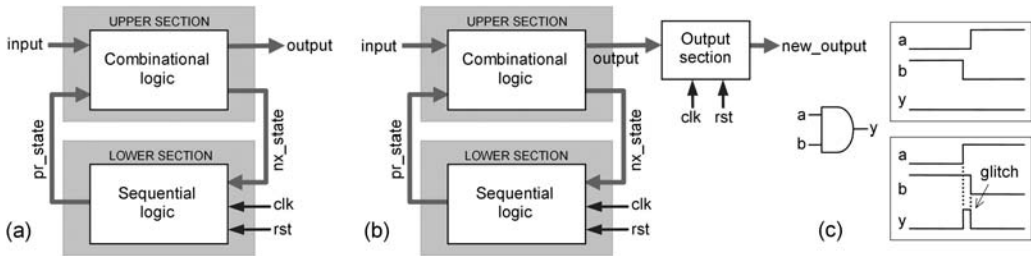 UPPER SECTION
input
Combinational
logic
output
pr_state
nx_state
LOWER SECTION
Sequential
logic
clk
rst
(a)
UPPER SECTION
input
Combinational
logic
output
Output
section
new_output
clk
rst
pr_state
nx_state
LOWER SECTION
Sequential
logic
clk
rst
(b)
a
b
y
a
b
y
a
b
y
glitch
(c)